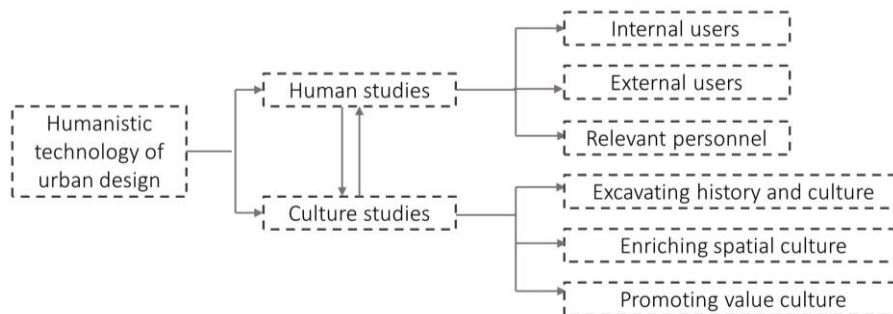 Humanistic
technology of
urban design
Human studies
Culture studies
Internal users
External users
Relevant personnel
Excavating history and culture
Enriching spatial culture
Promoting value culture